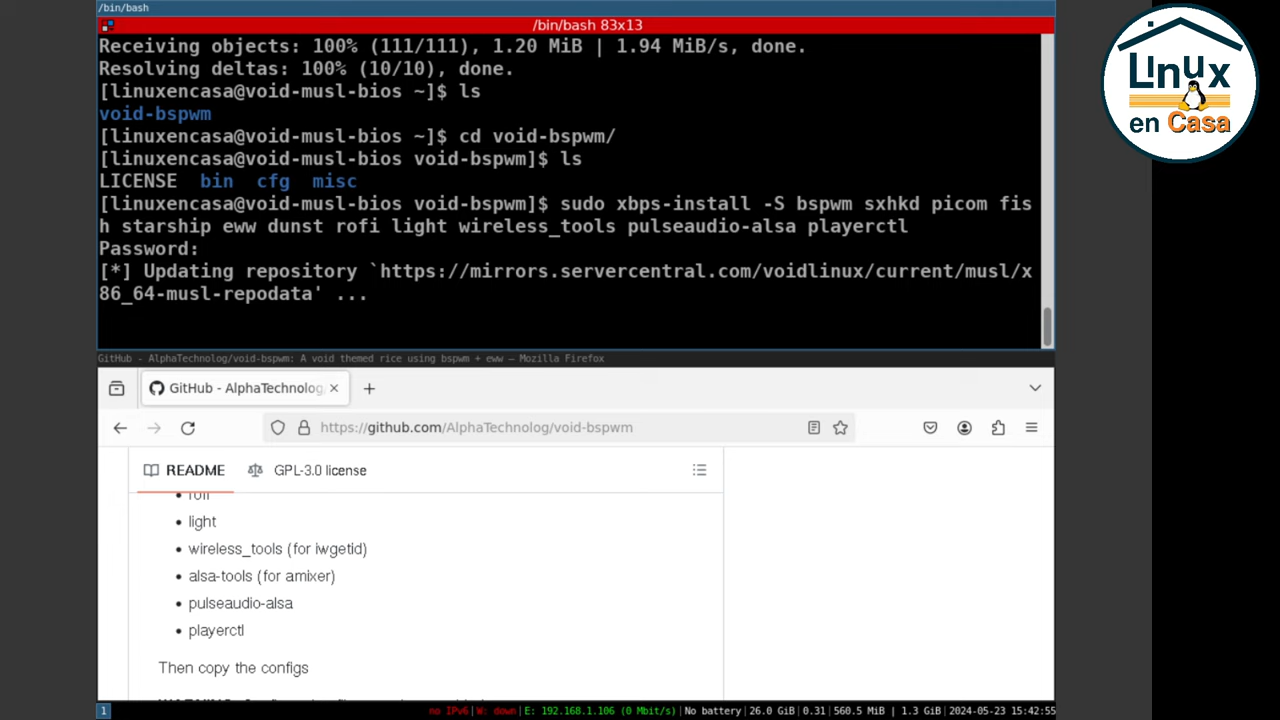 /bin/bash
/bin/bash 83x13
Receiving objects: 100% (111/111), 1.20 MiB | 1.94 MiB/s, done.
Resolving deltas: 100% (10/10), done.
[linuxencasa@void-musl-bios ~]$ ls
void-bspwm
[linuxencasa@void-musl-bios ~]$ cd void-bspwm/
[linuxencasa@void-musl-bios void-bspwm]$ ls
LICENSE  bin  cfg  misc
[linuxencasa@void-musl-bios void-bspwm]$ sudo xbps-install -S bspwm sxhkd picom fis
h starship eww dunst rofi light wireless_tools pulseaudio-alsa playerctl
Password:
[*] Updating repository `https://mirrors.servercentral.com/voidlinux/current/musl/x
86_64-musl-repodata' ...
Linux
en Casa
GitHub - AlphaTechnolog/void-bspwm: A void themed rice using bspwm + eww — Mozilla Firefox
GitHub - AlphaTechnolog
https://github.com/AlphaTechnolog/void-bspwm
README
GPL-3.0 license
• rofi
• light
• wireless_tools (for iwgetid)
• alsa-tools (for amixer)
• pulseaudio-alsa
• playerctl
Then copy the configs
1
no IPv6|W: down|E: 192.168.1.106 (0 Mbit/s)|No battery|26.0 GiB|0.31|560.5 MiB | 1.3 GiB|2024-05-23 15:42:55